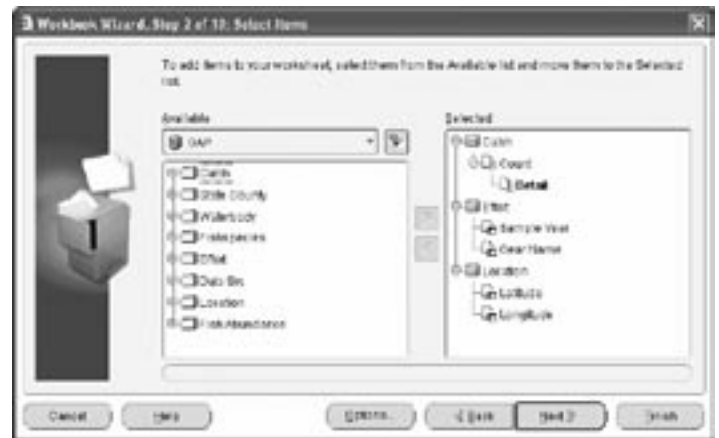 Workbook Wizard, Step 2 of 10: Select Items
To add items to your worksheet, select them from the Available list and move them to the Selected
list.
Available
Selected
GAP
Catch
State County
Waterbody
Fish species
Effort
Data Src
Location
Fish Abundance
Catch
Count
Detail
Effort
Sample Year
Gear Name
Location
Latitude
Longitude
Cancel
Help
Options...
< Back
Next >
Finish